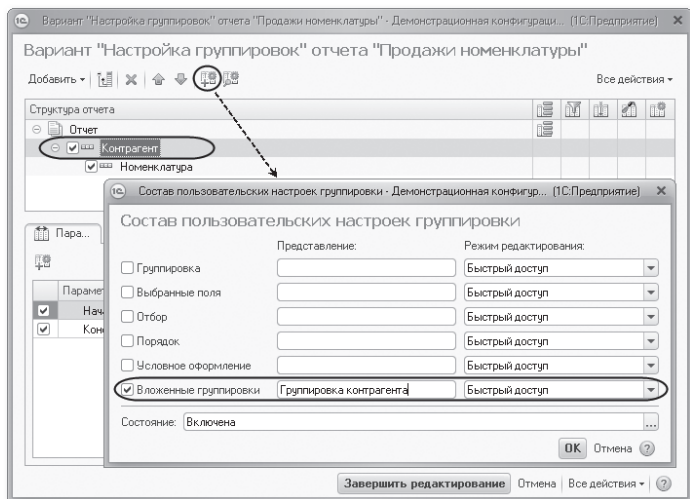 Вариант "Настройка группировок" отчета "Продажи номенклатуры" - Демонстрационная конфигураци... (1С:Предприятие)
Вариант "Настройка группировок" отчета "Продажи номенклатуры"
Добавить
Все действия
Структура отчета
Отчет
Контрагент
Номенклатура
Состав пользовательских настроек группировки - Демонстрационная конфигур... (1С:Предприятие)
Состав пользовательских настроек группировки
Представление:
Режим редактирования:
Группировка
Быстрый доступ
Выбранные поля
Быстрый доступ
Отбор
Быстрый доступ
Порядок
Быстрый доступ
Условное оформление
Быстрый доступ
Вложенные группировки
Группировка контрагента
Быстрый доступ
Состояние:
Включена
...
OK
Отмена
?
Пара...
Параме
Нач
Кон
Завершить редактирование
Отмена
Все действия
?